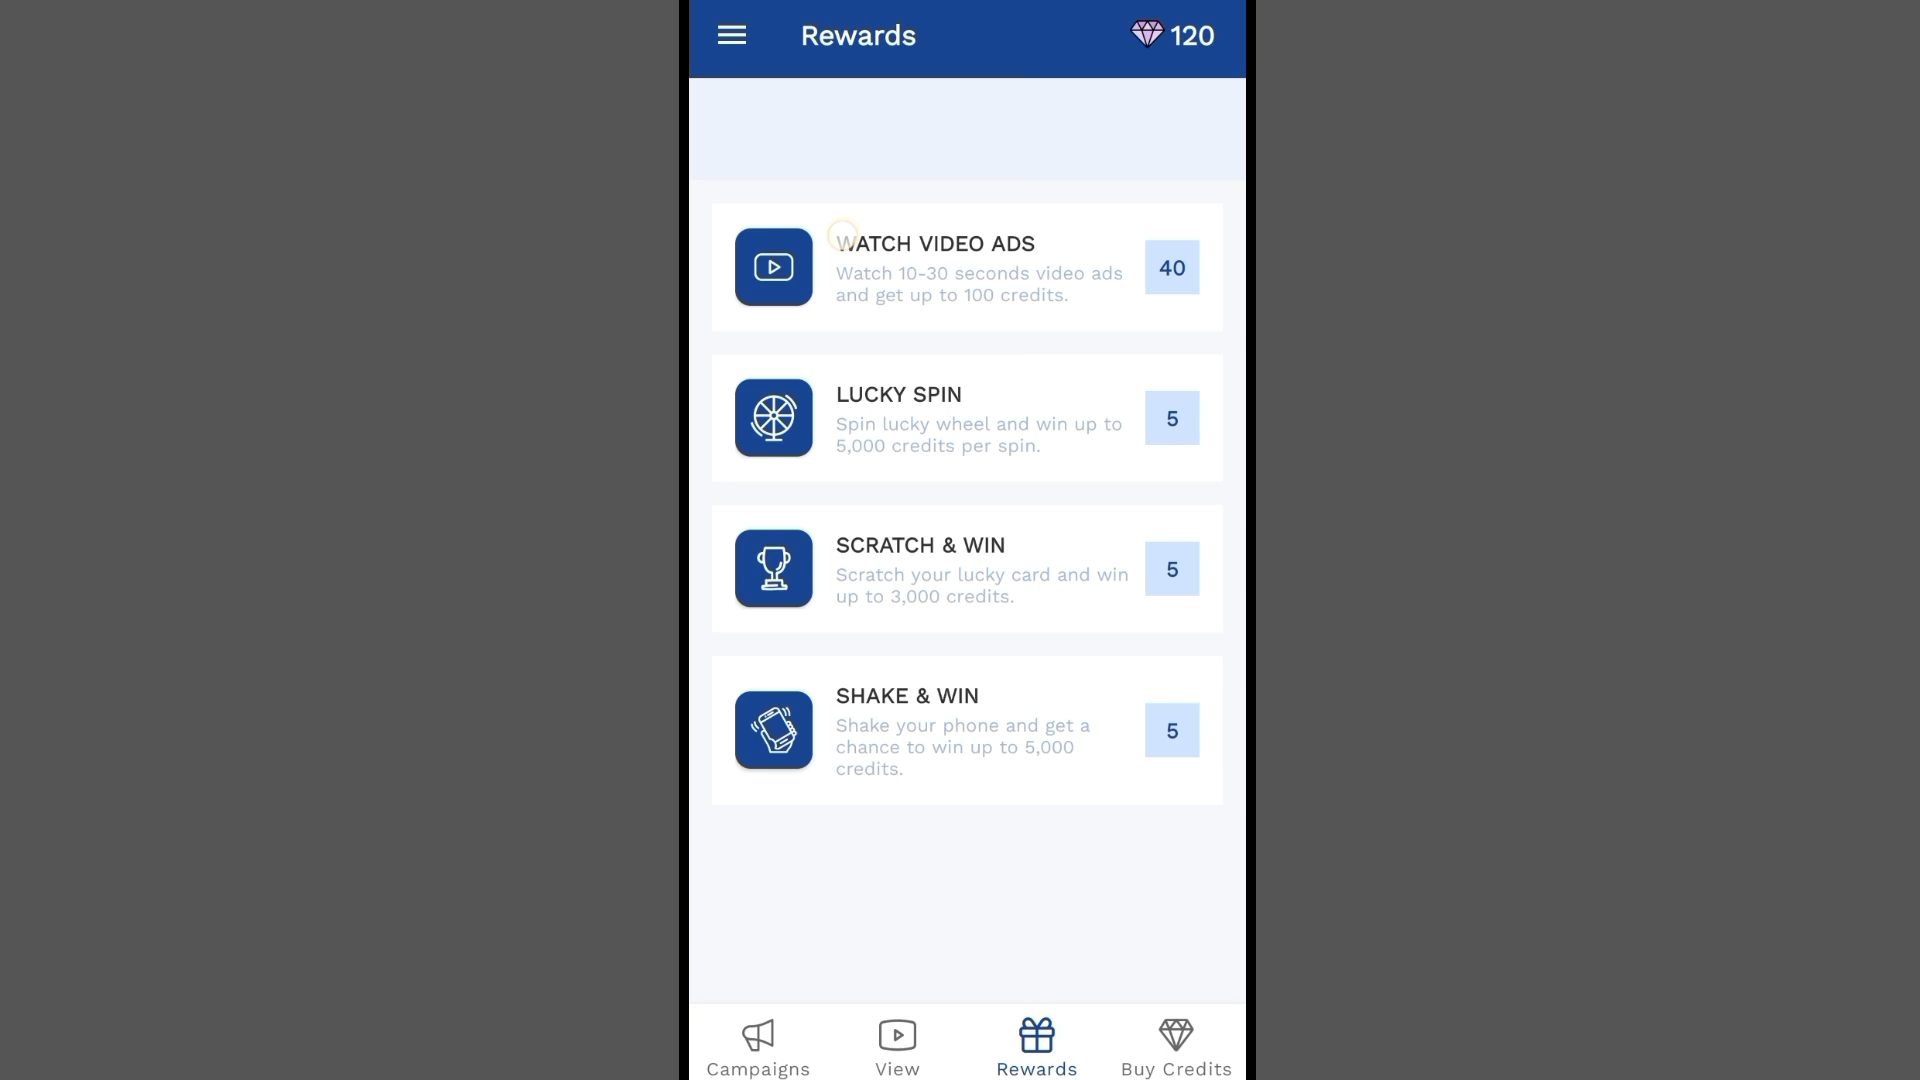 Rewards
120
WATCH VIDEO ADS
Watch 10-30 seconds video ads
and get up to 100 credits.
40
LUCKY SPIN
Spin lucky wheel and win up to
5,000 credits per spin.
5
SCRATCH & WIN
Scratch your lucky card and win
up to 3,000 credits.
5
SHAKE & WIN
Shake your phone and get a
chance to win up to 5,000
credits.
5
Campaigns
View
Rewards
Buy Credits